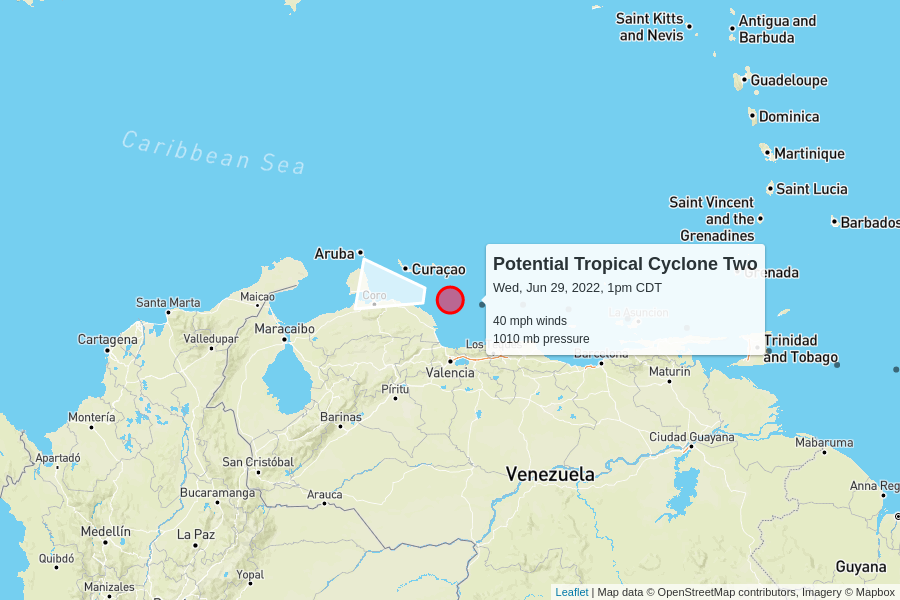 Saint Kitts
and Nevis
Antigua and
Barbuda
Guadeloupe
Dominica
Caribbean Sea
Martinique
Saint Lucia
Saint Vincent
and the
Grenadines
Barbados
Aruba
Curaçao
Potential Tropical Cyclone Two
Grenada
Wed, Jun 29, 2022, 1pm CDT
Coro
Santa Marta
Maicao
40 mph winds
La Asunción
1010 mb pressure
Cartagena
Valledupar
Maracaibo
Los
Trinidad
and Tobago
Barcelona
Valencia
Maturin
Píritu
Montería
Barinas
Ciudad Guayana
Mabaruma
Apartadó
San Cristóbal
Venezuela
Bucaramanga
Arauca
Anna Reg
Medellín
La Paz
Quibdó
Guyana
Yopal
Manizales
Leaflet | Map data © OpenStreetMap contributors, Imagery © Mapbox